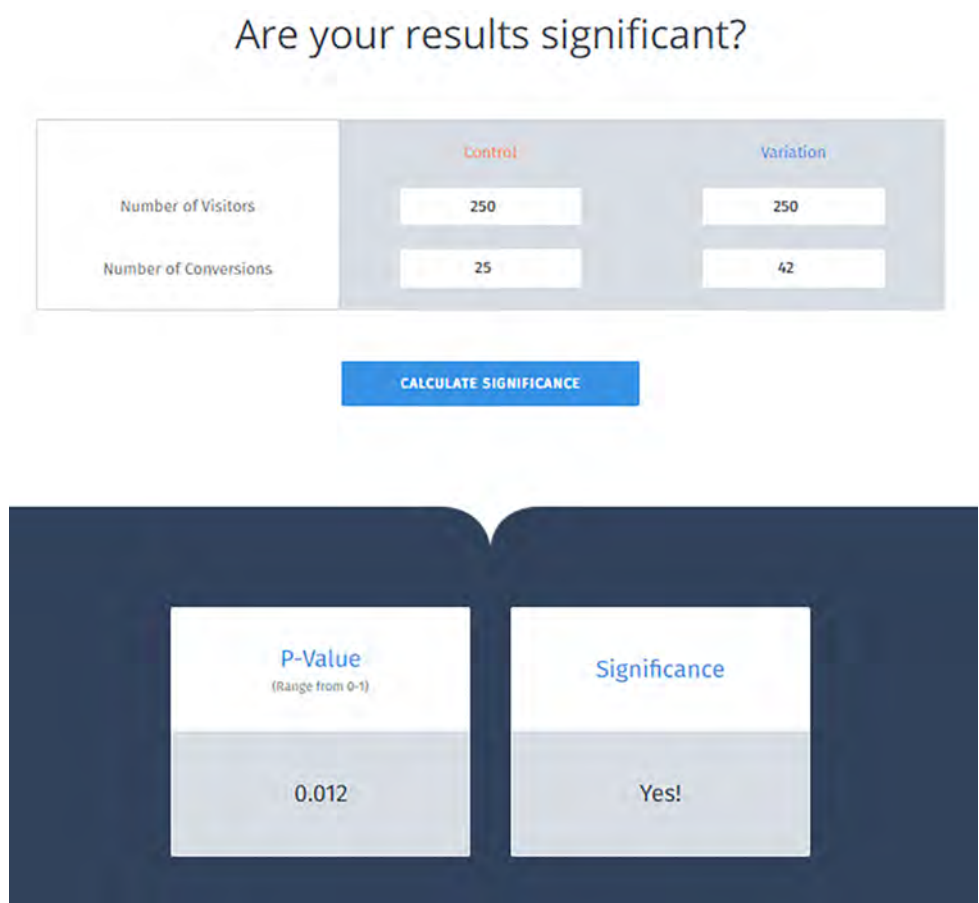 Are your results significant?
Control Variation
Number of Visitors 250 250
Number of Conversions 25 42
CALCULATE SIGNIFICANCE
P-Value
(Range from 0-1)
Significance
0.012 Yes!